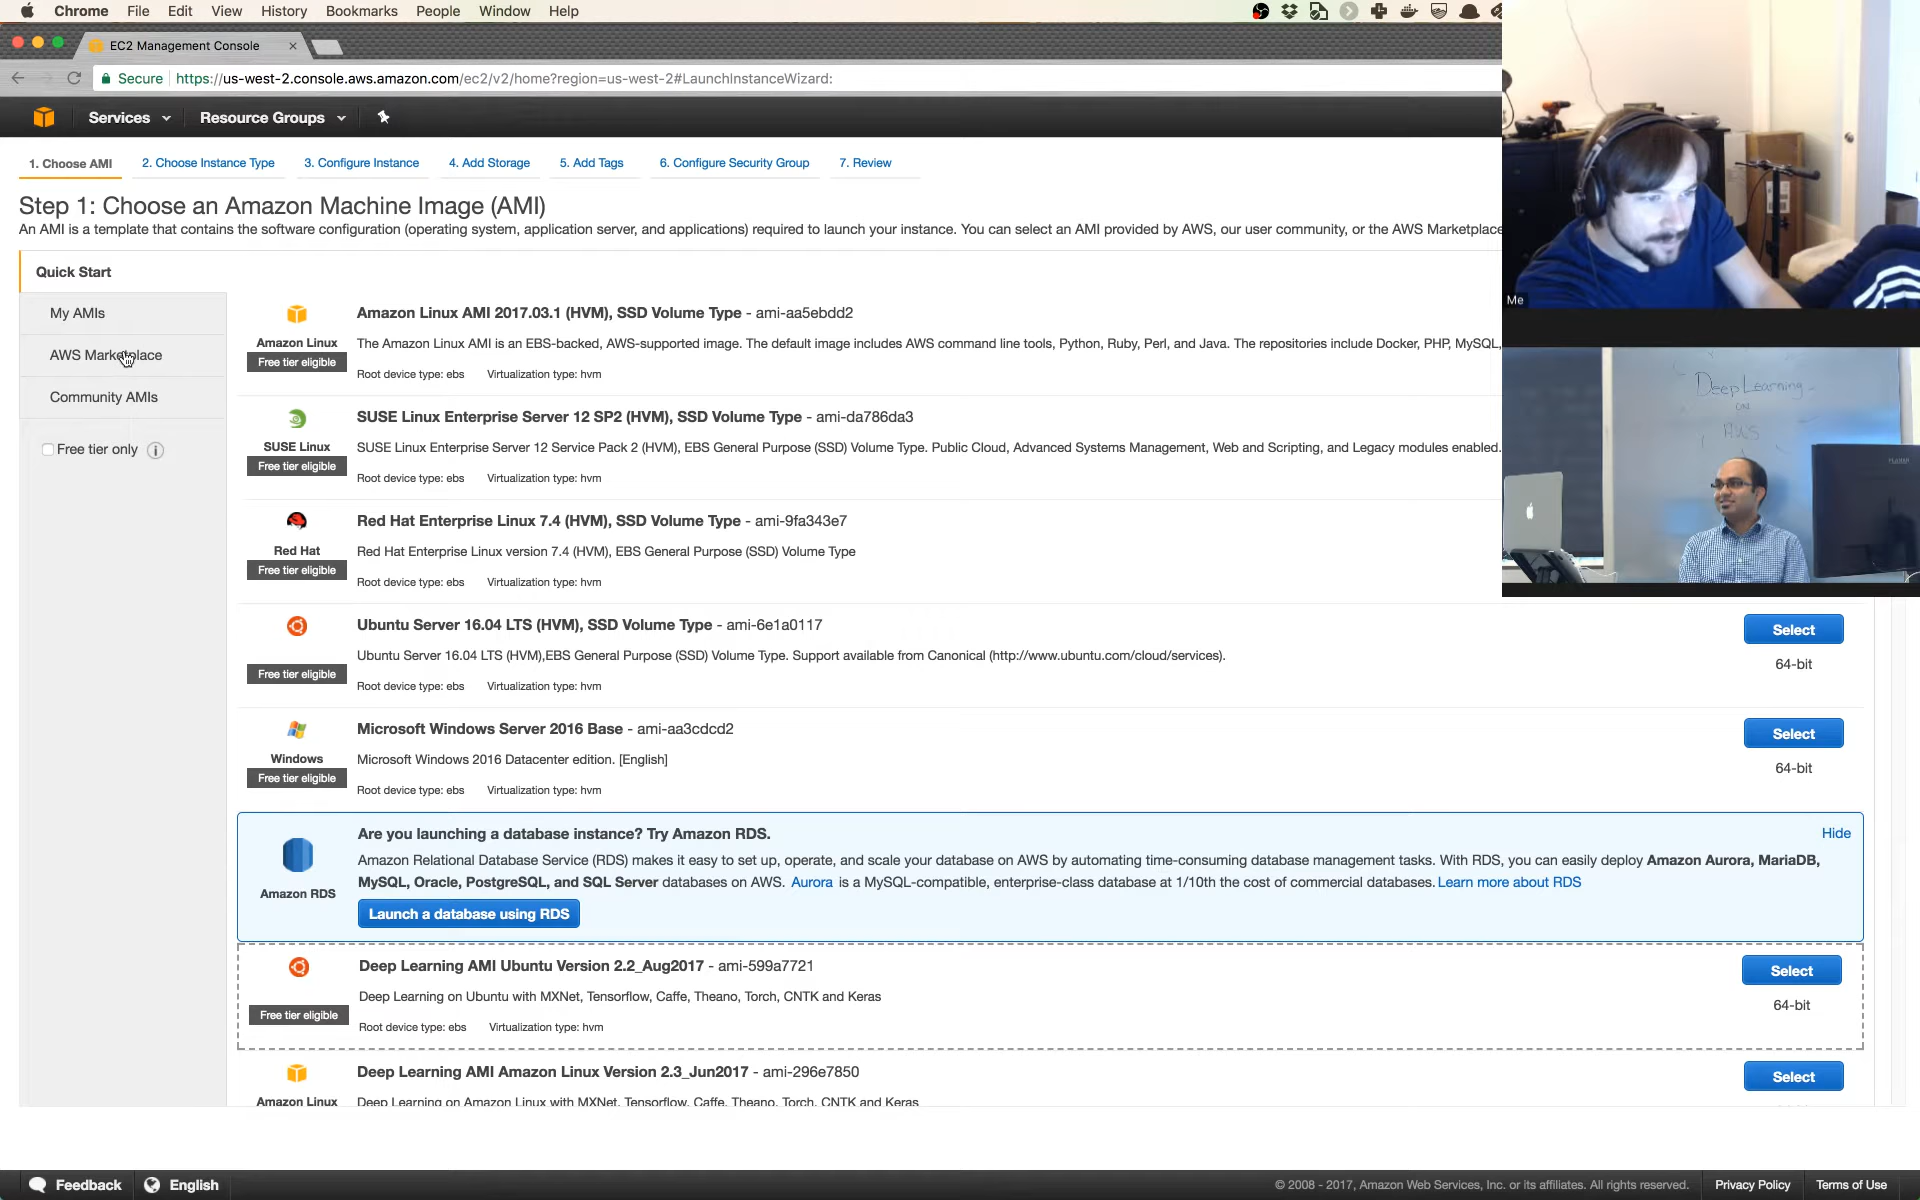 Chrome File Edit View History Bookmarks People Window Help
EC2 Management Console
Secure https://us-west-2.console.aws.amazon.com/ec2/v2/home?region=us-west-2#LaunchInstanceWizard:
Services Resource Groups
1. Choose AMI 2. Choose Instance Type 3. Configure Instance 4. Add Storage 5. Add Tags 6. Configure Security Group 7. Review
Step 1: Choose an Amazon Machine Image (AMI)
An AMI is a template that contains the software configuration (operating system, application server, and applications) required to launch your instance. You can select an AMI provided by AWS, our user community, or the AWS Marketplace
Quick Start
My AMIs
AWS Marketplace
Community AMIs
Free tier only
Amazon Linux
Free tier eligible
Amazon Linux AMI 2017.03.1 (HVM), SSD Volume Type - ami-aa5ebdd2
The Amazon Linux AMI is an EBS-backed, AWS-supported image. The default image includes AWS command line tools, Python, Ruby, Perl, and Java. The repositories include Docker, PHP, MySQL,
Root device type: ebs Virtualization type: hvm
SUSE Linux
Free tier eligible
SUSE Linux Enterprise Server 12 SP2 (HVM), SSD Volume Type - ami-da786da3
SUSE Linux Enterprise Server 12 Service Pack 2 (HVM), EBS General Purpose (SSD) Volume Type. Public Cloud, Advanced Systems Management, Web and Scripting, and Legacy modules enabled.
Root device type: ebs Virtualization type: hvm
Red Hat
Free tier eligible
Red Hat Enterprise Linux 7.4 (HVM), SSD Volume Type - ami-9fa343e7
Red Hat Enterprise Linux version 7.4 (HVM), EBS General Purpose (SSD) Volume Type
Root device type: ebs Virtualization type: hvm
Free tier eligible
Ubuntu Server 16.04 LTS (HVM), SSD Volume Type - ami-6e1a0117
Ubuntu Server 16.04 LTS (HVM),EBS General Purpose (SSD) Volume Type. Support available from Canonical (http://www.ubuntu.com/cloud/services).
Root device type: ebs Virtualization type: hvm
Select
64-bit
Windows
Free tier eligible
Microsoft Windows Server 2016 Base - ami-aa3cdcd2
Microsoft Windows 2016 Datacenter edition. [English]
Root device type: ebs Virtualization type: hvm
Select
64-bit
Amazon RDS
Are you launching a database instance? Try Amazon RDS.
Hide
Amazon Relational Database Service (RDS) makes it easy to set up, operate, and scale your database on AWS by automating time-consuming database management tasks. With RDS, you can easily deploy Amazon Aurora, MariaDB,
MySQL, Oracle, PostgreSQL, and SQL Server databases on AWS. Aurora is a MySQL-compatible, enterprise-class database at 1/10th the cost of commercial databases. Learn more about RDS
Launch a database using RDS
Free tier eligible
Deep Learning AMI Ubuntu Version 2.2_Aug2017 - ami-599a7721
Deep Learning on Ubuntu with MXNet, Tensorflow, Caffe, Theano, Torch, CNTK and Keras
Root device type: ebs Virtualization type: hvm
Select
64-bit
Amazon Linux
Deep Learning AMI Amazon Linux Version 2.3_Jun2017 - ami-296e7850
Deep Learning on Amazon Linux with MXNet, Tensorflow, Caffe, Theano, Torch, CNTK and Keras
Select
Me
Deep Learning
on
AWS
Feedback English
© 2008 - 2017, Amazon Web Services, Inc. or its affiliates. All rights reserved. Privacy Policy Terms of Use